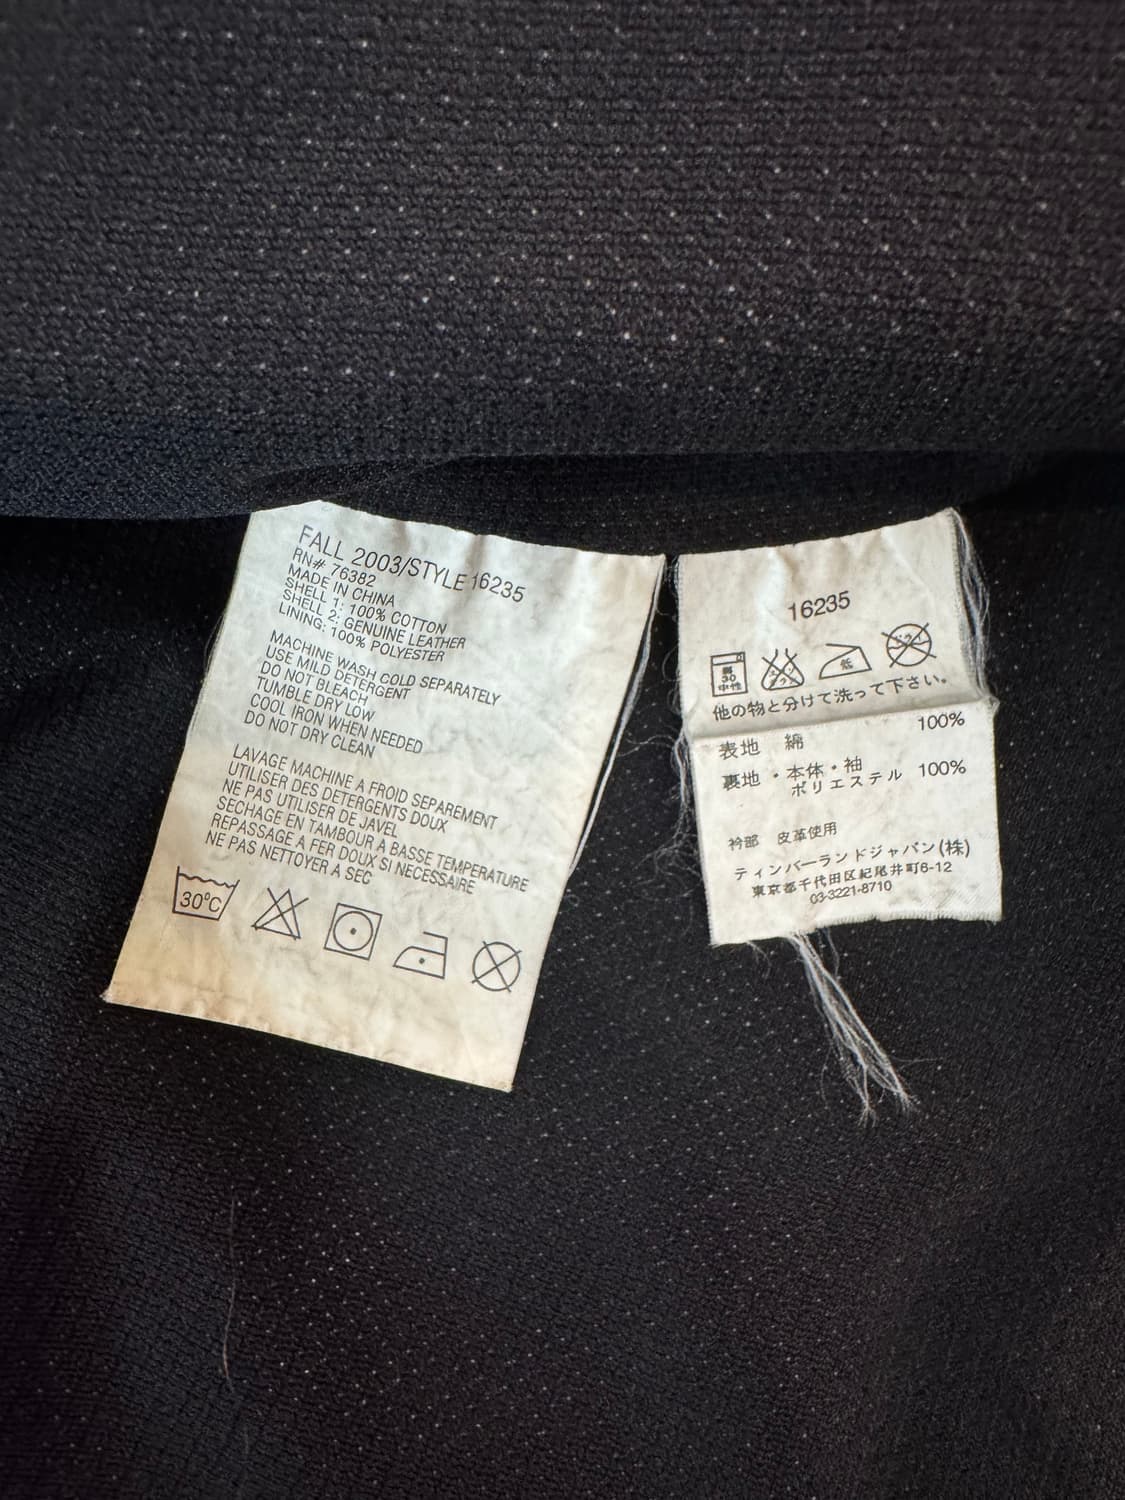 FALL 2003/STYLE 16235
RN# 76382
MADE IN CHINA
SHELL 1: 100% COTTON
SHELL 2: GENUINE LEATHER
LINING: 100% POLYESTER
MACHINE WASH COLD SEPARATELY
USE MILD DETERGENT
DO NOT BLEACH
TUMBLE DRY LOW
COOL IRON WHEN NEEDED
DO NOT DRY CLEAN
LAVAGE MACHINE A FROID SEPAREMENT
UTILISER DES DETERGENTS DOUX
NE PAS UTILISER DE JAVEL
SECHAGE EN TAMBOUR A BASSE TEMPERATURE
REPASSAGE A FER DOUX SI NECESSAIRE
NE PAS NETTOYER A SEC
30°C
16235
30
中性
低
他の物と分けて洗って下さい。
表地 綿 100%
裏地・本体・袖
ポリエステル 100%
衿部 皮革使用
ティンバーランドジャパン(株)
東京都千代田区紀尾井町6-12
03-3221-8710